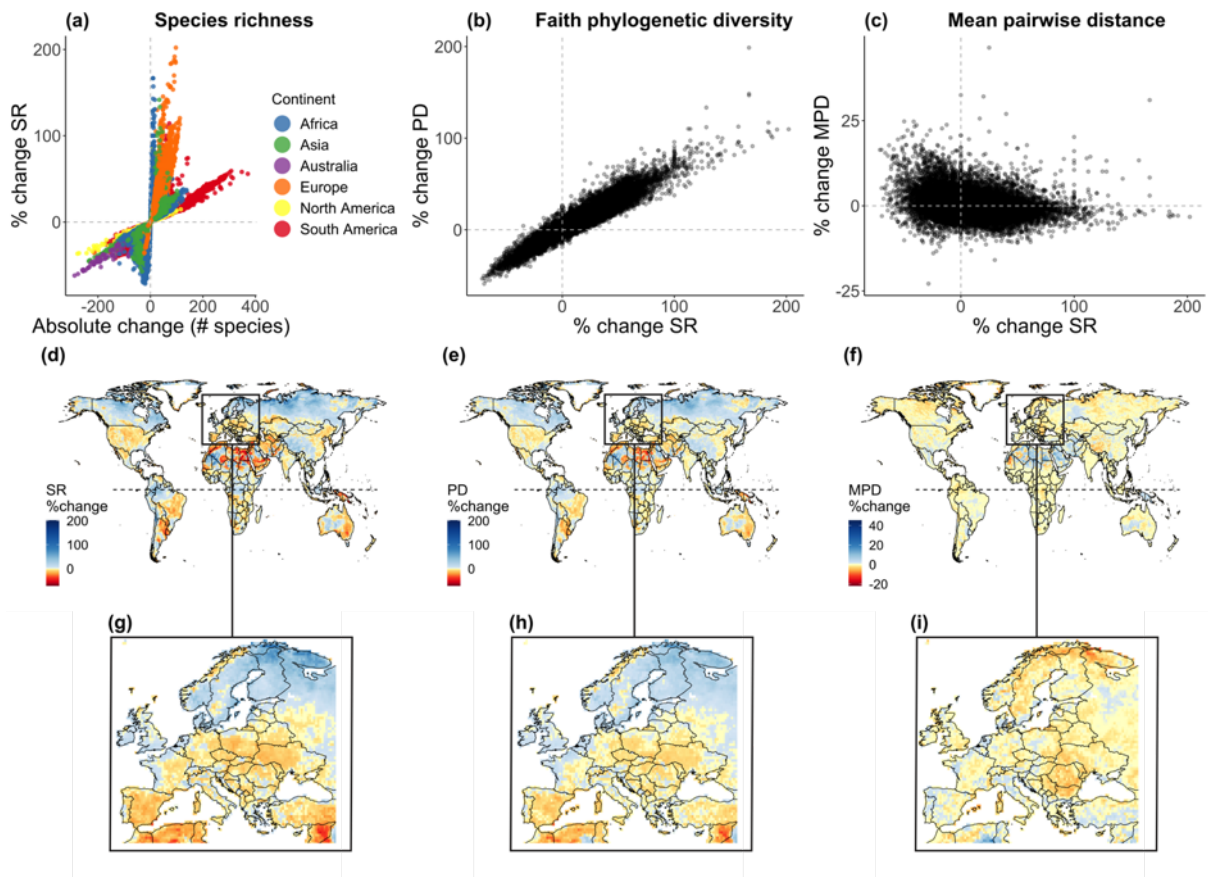 (a) Species richness
200
100
0
% change SR
-200 0 200 400
Absolute change (# species)
Continent
Africa
Asia
Australia
Europe
North America
South America
(b) Faith phylogenetic diversity
200
100
0
% change PD
0 100 200
% change SR
(c) Mean pairwise distance
25
0
-25
% change MPD
0 100 200
% change SR
(d)
SR
%change
200
100
0
(e)
PD
%change
200
100
0
(f)
MPD
%change
40
20
0
-20
(g)
(h)
(i)